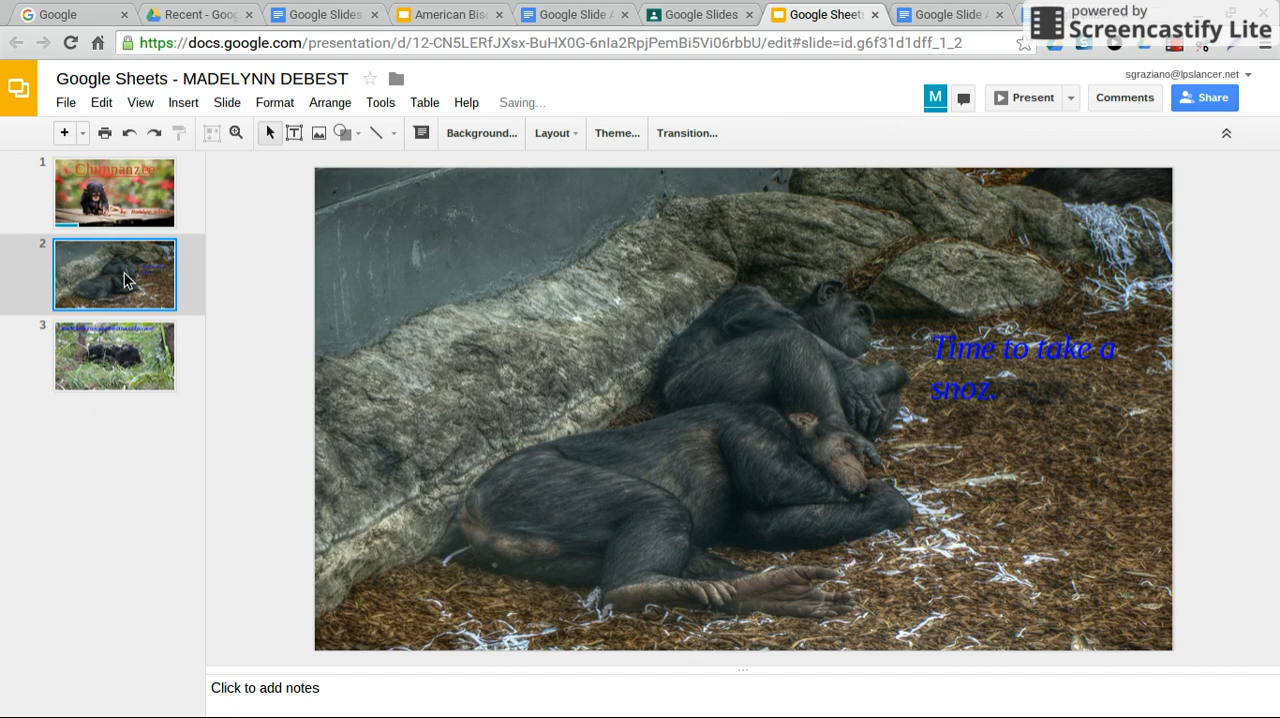 Google
Recent - Goog
Google Slides
American Bis
Google Slide A
Google Slides
Google Sheet
Google Slide
powered by
Screencastify Lite
https://docs.google.com/presentation/d/12-CN5LERfJXsx-BuHX0G-6nIa2RpjPemBi5Vi06rbbU/edit#slide=id.g6f31d1dff_1_2
Google Sheets - MADELYNN DEBEST
sgraziano@lpslancer.net
File Edit View Insert Slide Format Arrange Tools Table Help Saving...
M
Present
Comments
Share
Background...
Layout
Theme...
Transition...
1
Chimpanzee
2
3
Time to take a
snoz.
Click to add notes